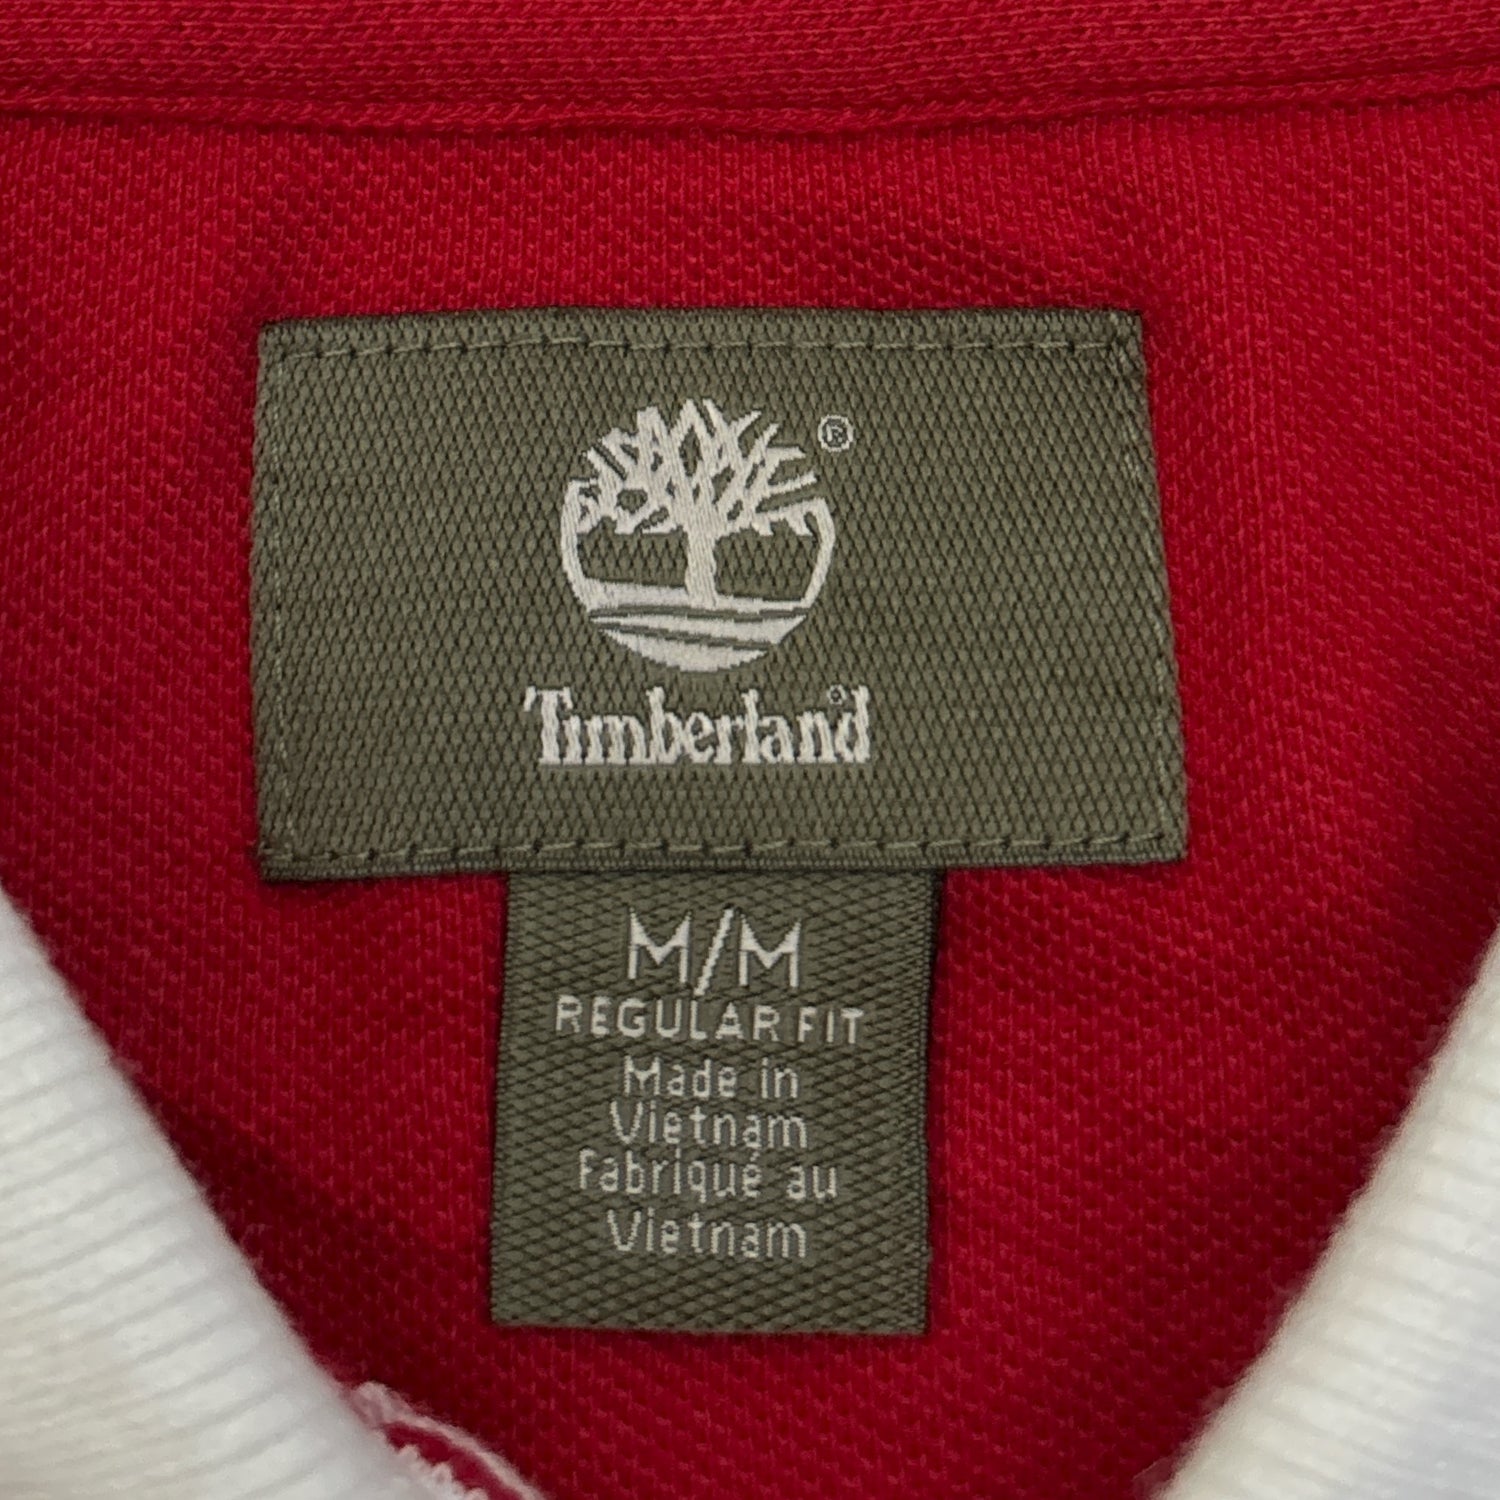 ®
Timberland®
M/M
REGULAR FIT
Made in
Vietnam
Fabriqué au
Vietnam